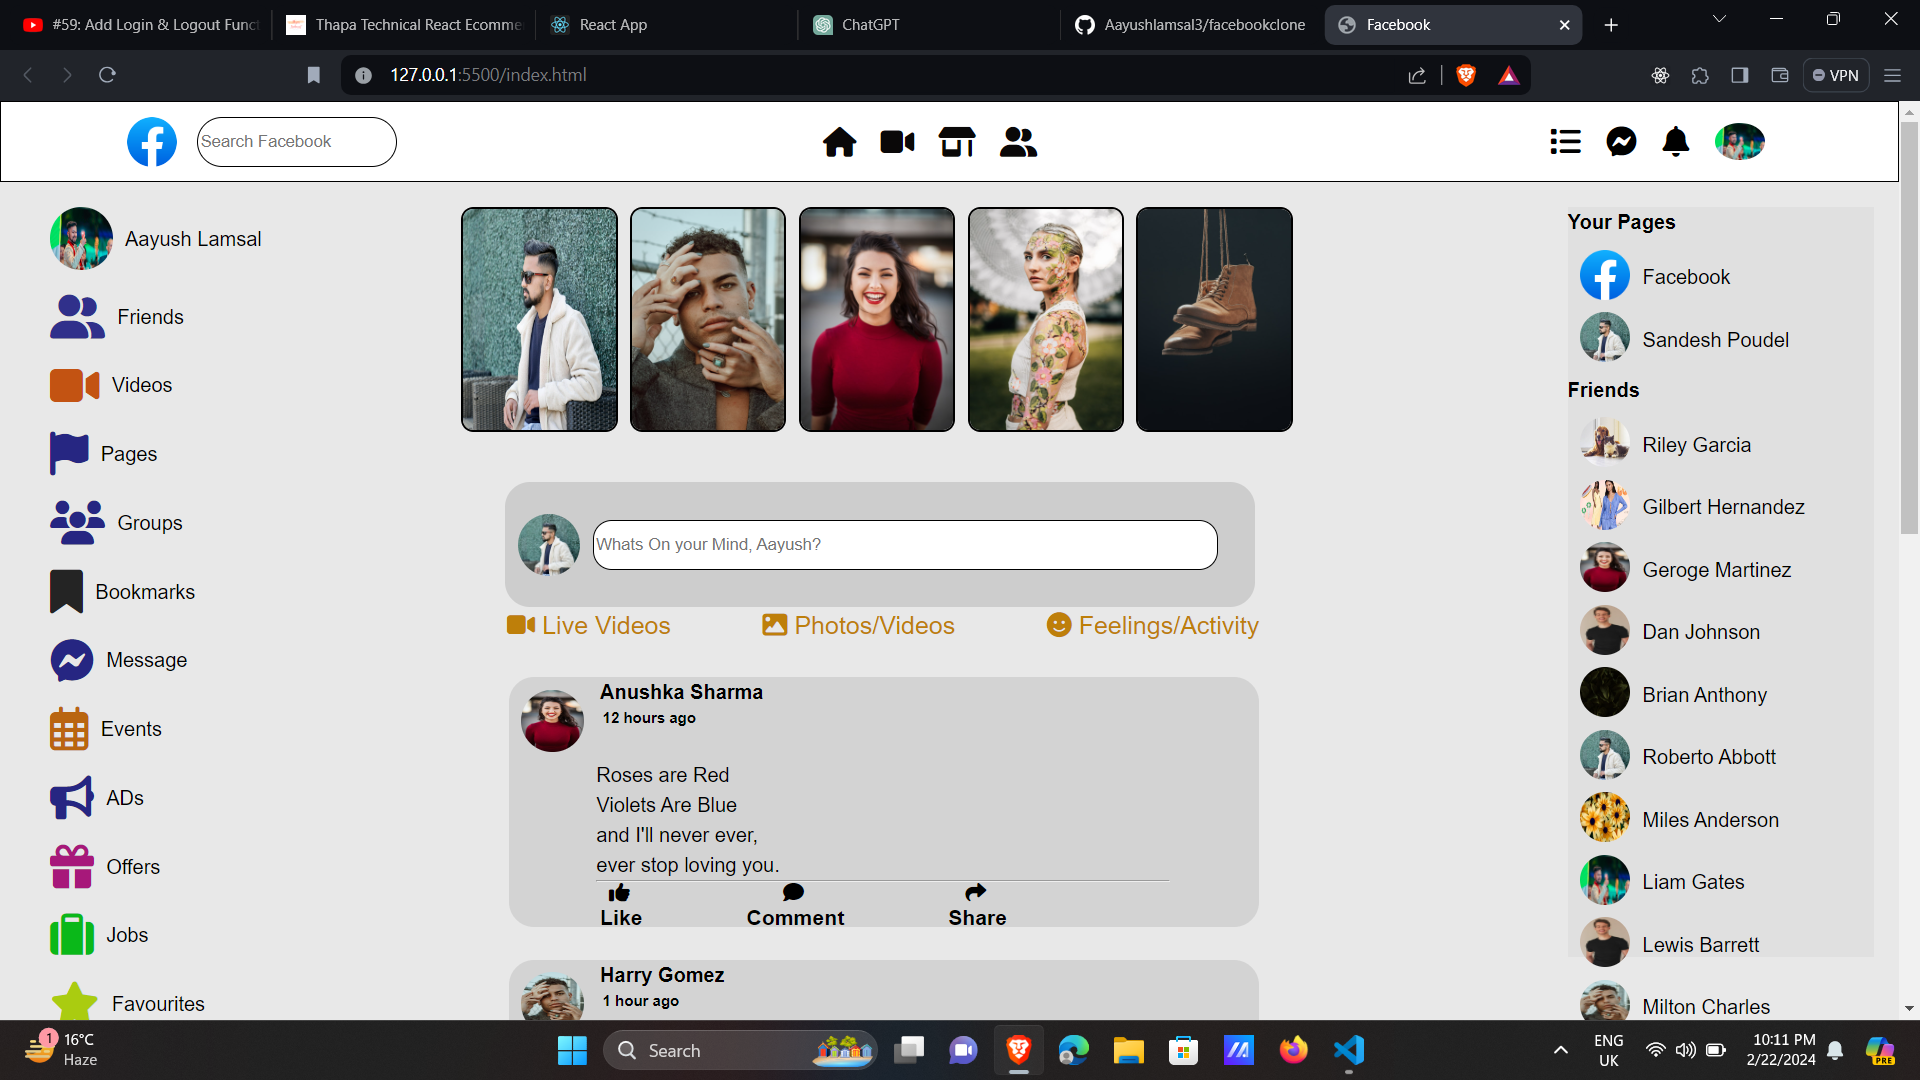 #59: Add Login & Logout Funct
Thapa Technical React Ecomme
React App
ChatGPT
Aayushlamsal3/facebookclone
Facebook
127.0.0.1:5500/index.html
VPN
Search Facebook
Aayush Lamsal
Friends
Videos
Pages
Groups
Bookmarks
Message
Events
ADs
Offers
Jobs
Favourites
Whats On your Mind, Aayush?
Live Videos
Photos/Videos
Feelings/Activity
Anushka Sharma
12 hours ago
Roses are Red
Violets Are Blue
and I'll never ever,
ever stop loving you.
Like
Comment
Share
Harry Gomez
1 hour ago
Your Pages
Facebook
Sandesh Poudel
Friends
Riley Garcia
Gilbert Hernandez
Geroge Martinez
Dan Johnson
Brian Anthony
Roberto Abbott
Miles Anderson
Liam Gates
Lewis Barrett
Milton Charles
1
16°C
Haze
Search
ENG
UK
10:11 PM
2/22/2024
PRE